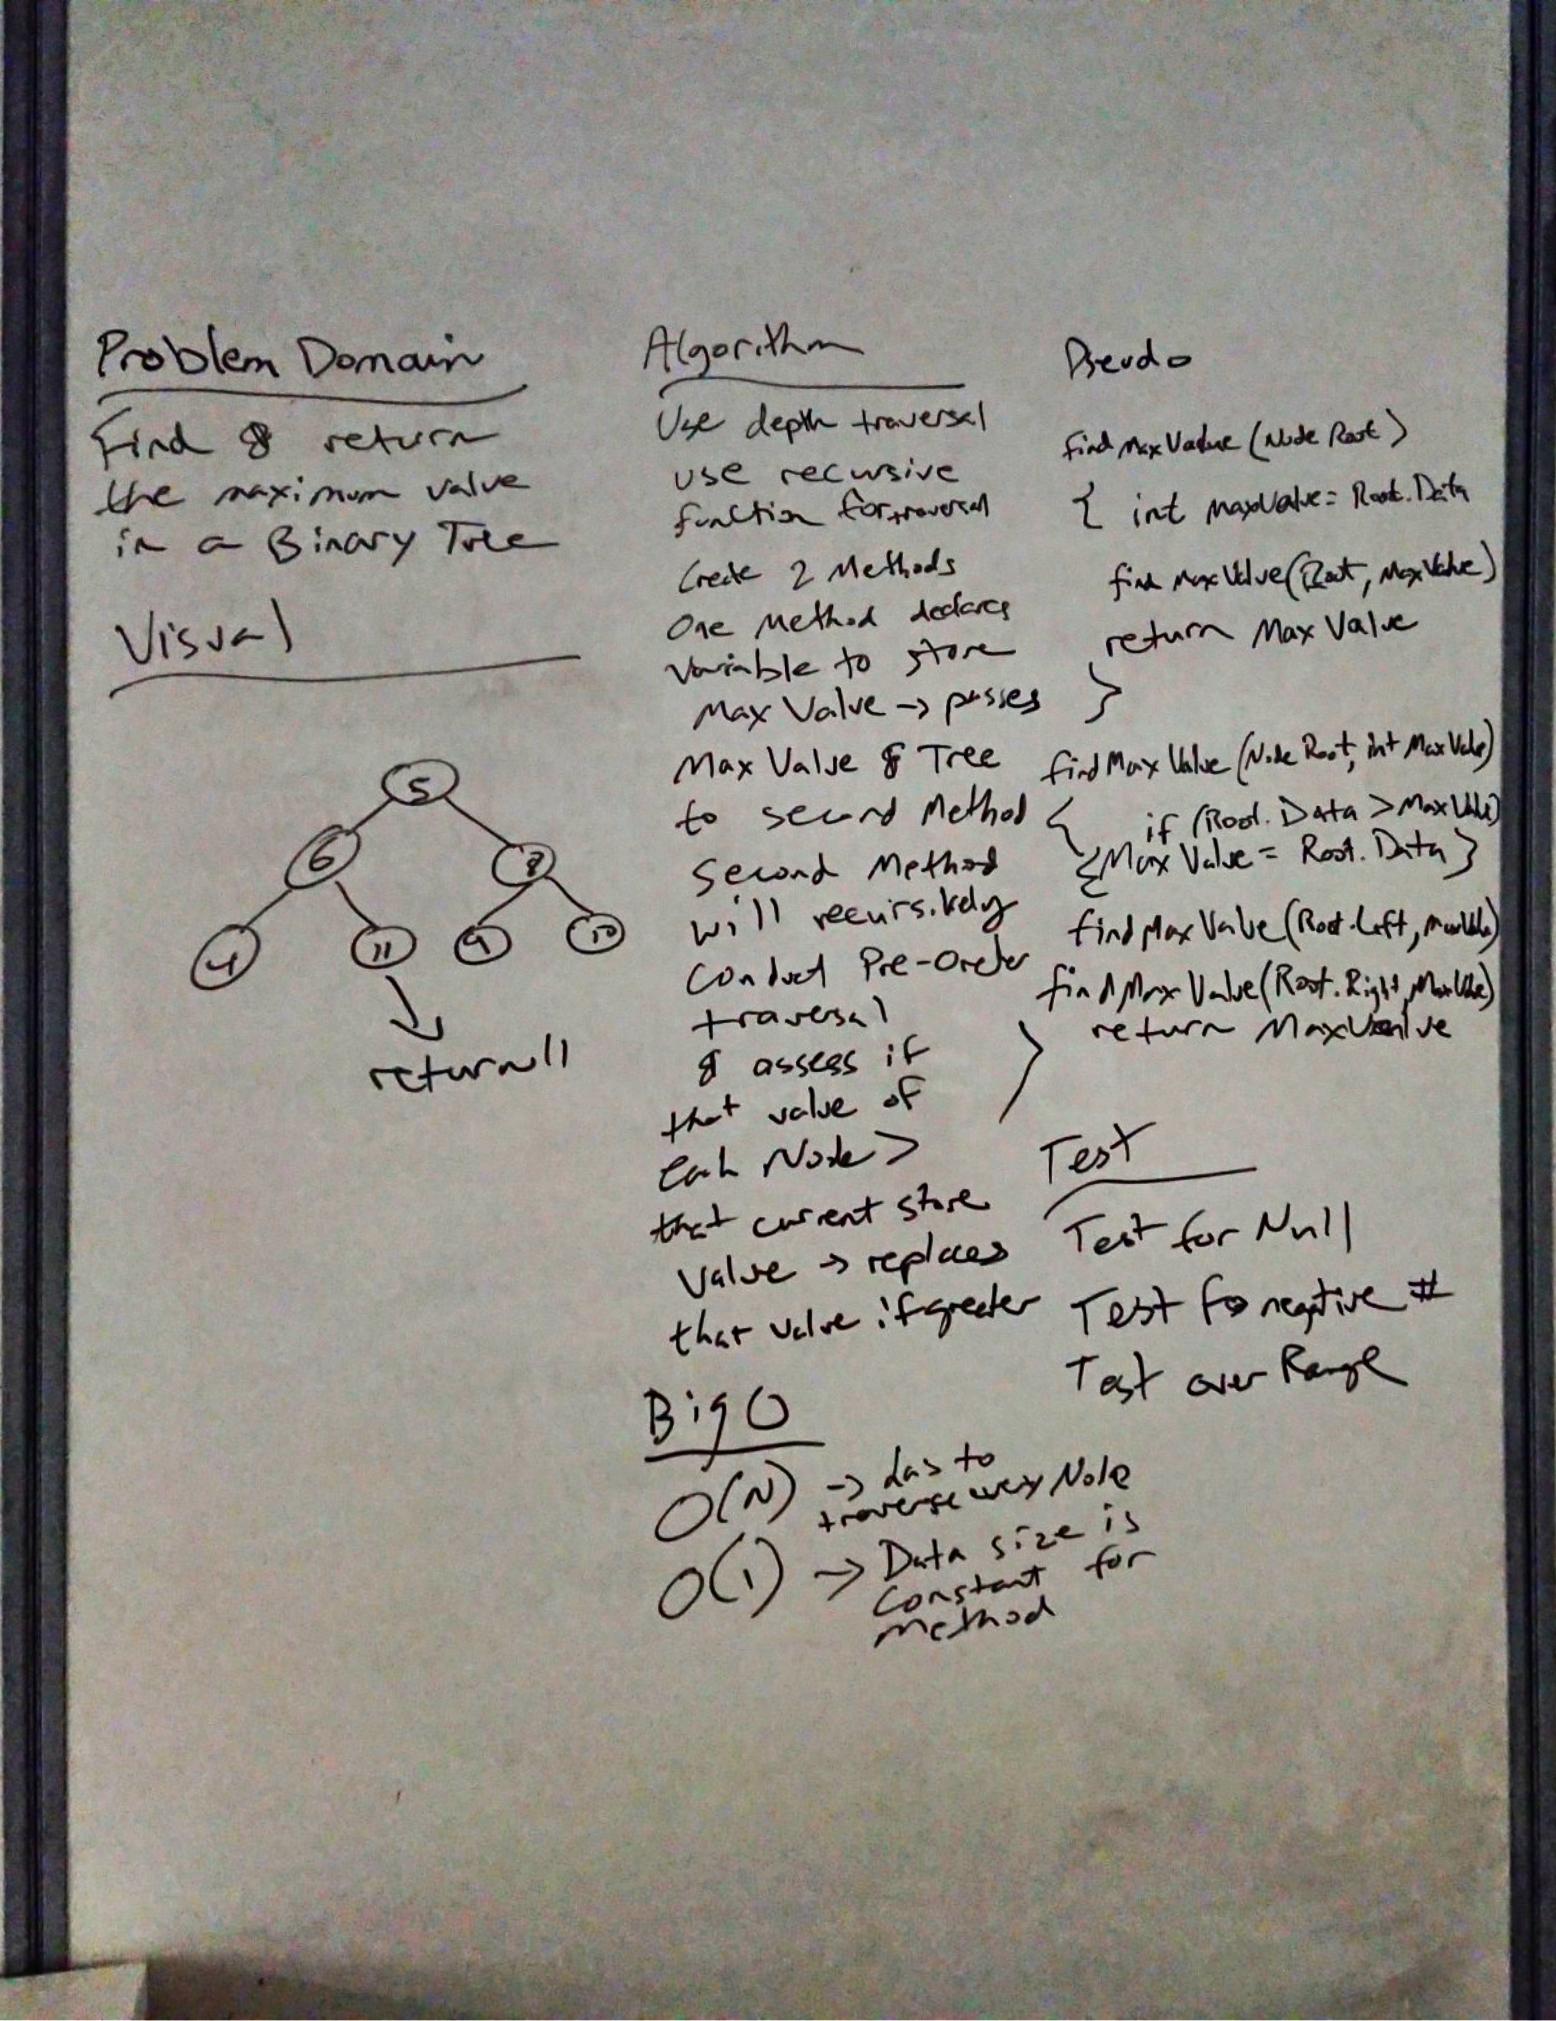 Problem Domain
Find & return
the maximum value
in a Binary Tree
Visual
5
6
4
11
9
10
returnull
Algorithm
Use depth traversal
use recursive
function for traversal
Create 2 Methods
One Method declares
variable to store
Max Value -> passes
Max Value & Tree
to second Method
Second Method
will recursively
conduct Pre-Order
traversal
& assess if
that value of
each Node >
that current store
value -> replaces
that value if greater
Big O
O(N) -> has to
traverse every Node
O(1) -> Data size is
constant for
method
Pseudo
find Max Value (Node Root)
{ int maxValue = Root.Data
find Max Value (Root, Max Value)
return Max Value
}
find Max Value (Node Root, int Max Value)
{ if (Root.Data > Max Value)
{Max Value = Root.Data}
find Max Value (Root.Left, MaxValue)
find Max Value (Root.Right, MaxValue)
return MaxValue
}
Test
Test for Null
Test for negative #
Test over Range